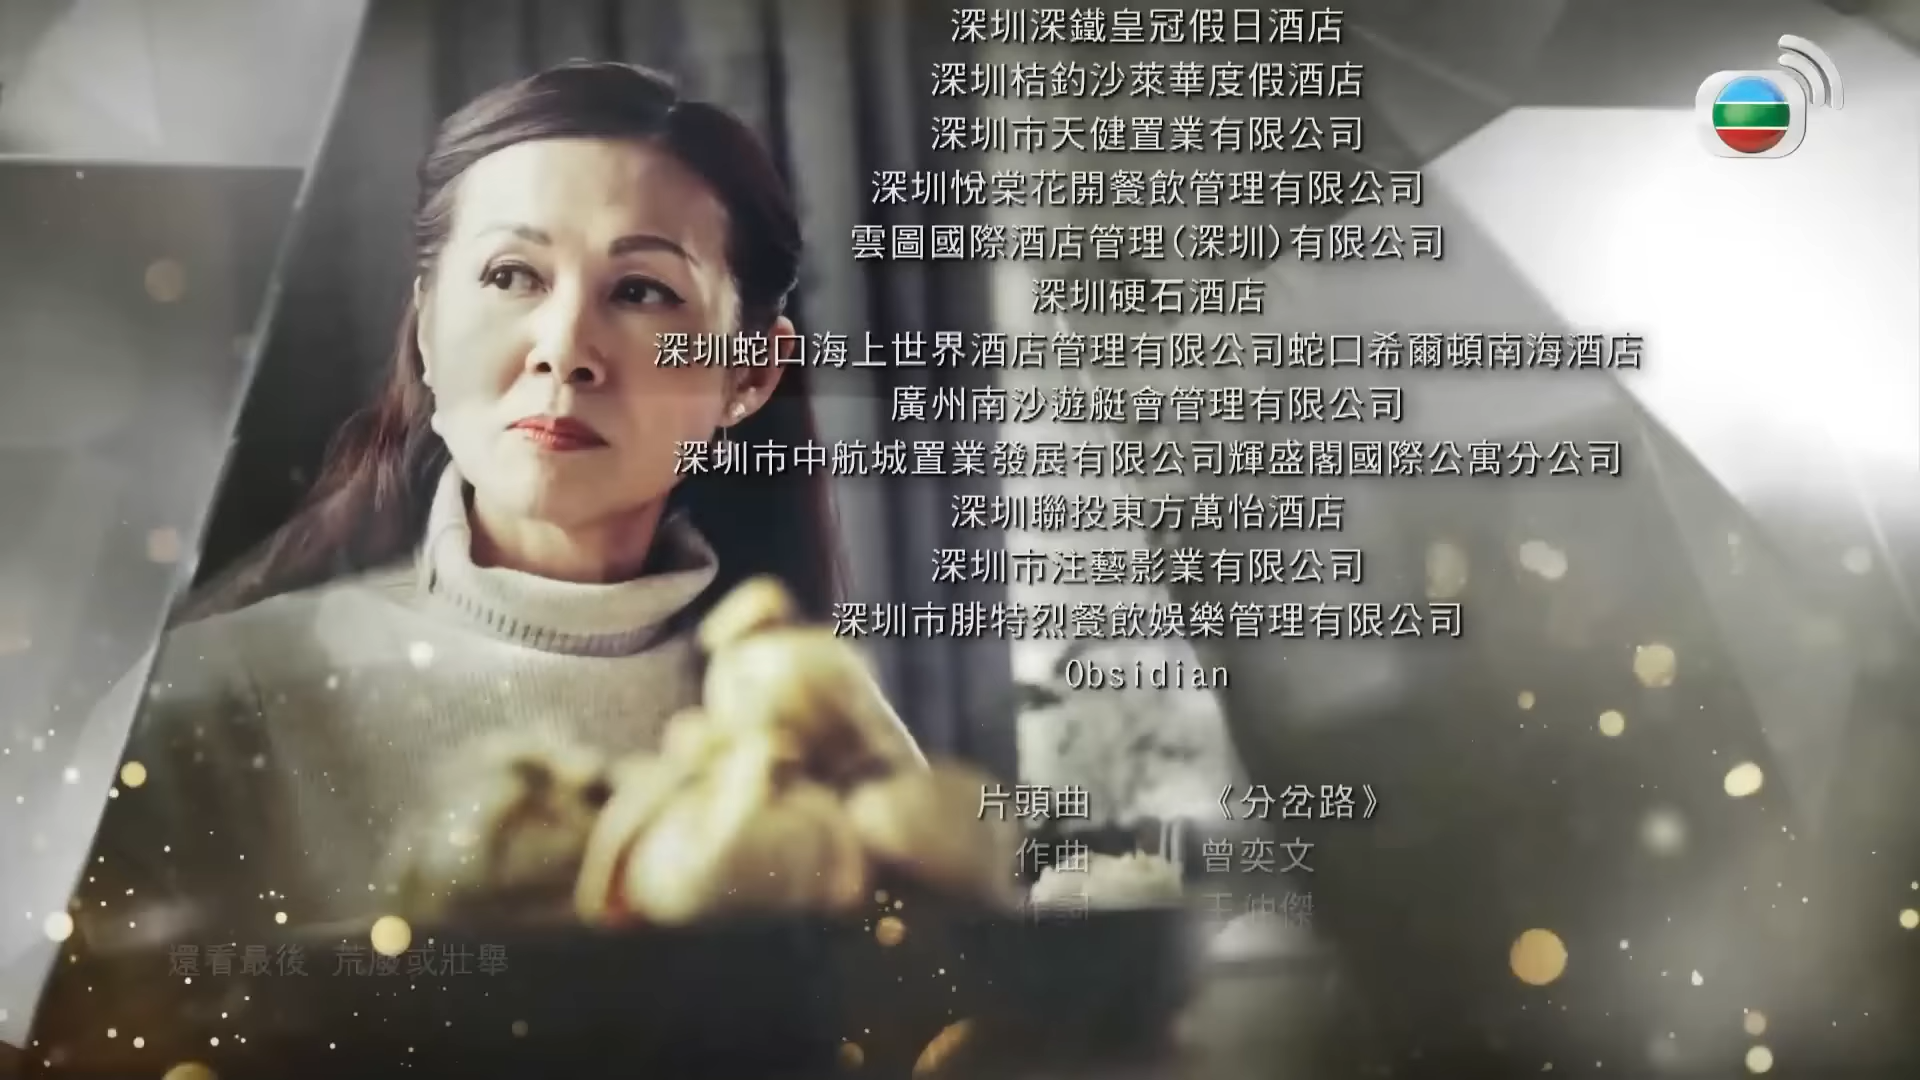 深圳深鐵皇冠假日酒店
深圳桔釣沙萊華度假酒店
深圳市天健置業有限公司
深圳悅棠花開餐飲管理有限公司
雲圖國際酒店管理(深圳)有限公司
深圳硬石酒店
深圳蛇口海上世界酒店管理有限公司蛇口希爾頓南海酒店
廣州南沙遊艇會管理有限公司
深圳市中航城置業發展有限公司輝盛閣國際公寓分公司
深圳聯投東方萬怡酒店
深圳市注藝影業有限公司
深圳市腓特烈餐飲娛樂管理有限公司
Obsidian
片頭曲 《分岔路》
作曲 曾奕文
作詞 王仲傑
還看最後 荒廢或壯舉